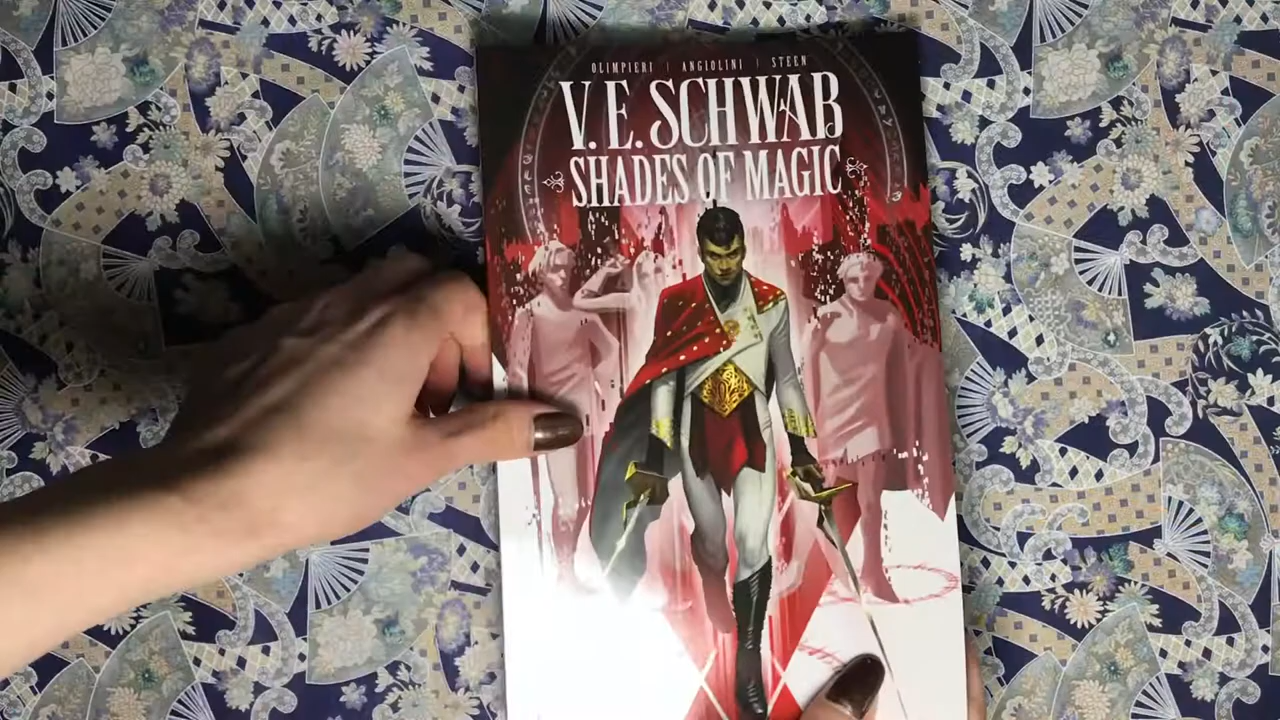 OLIMPIERI | ANGIOLINI | STEEN
V. E. SCHWAB
SHADES OF MAGIC